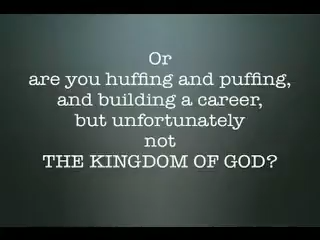 Or
are you huffing and puffing,
and building a career,
but unfortunately
not
THE KINGDOM OF GOD?